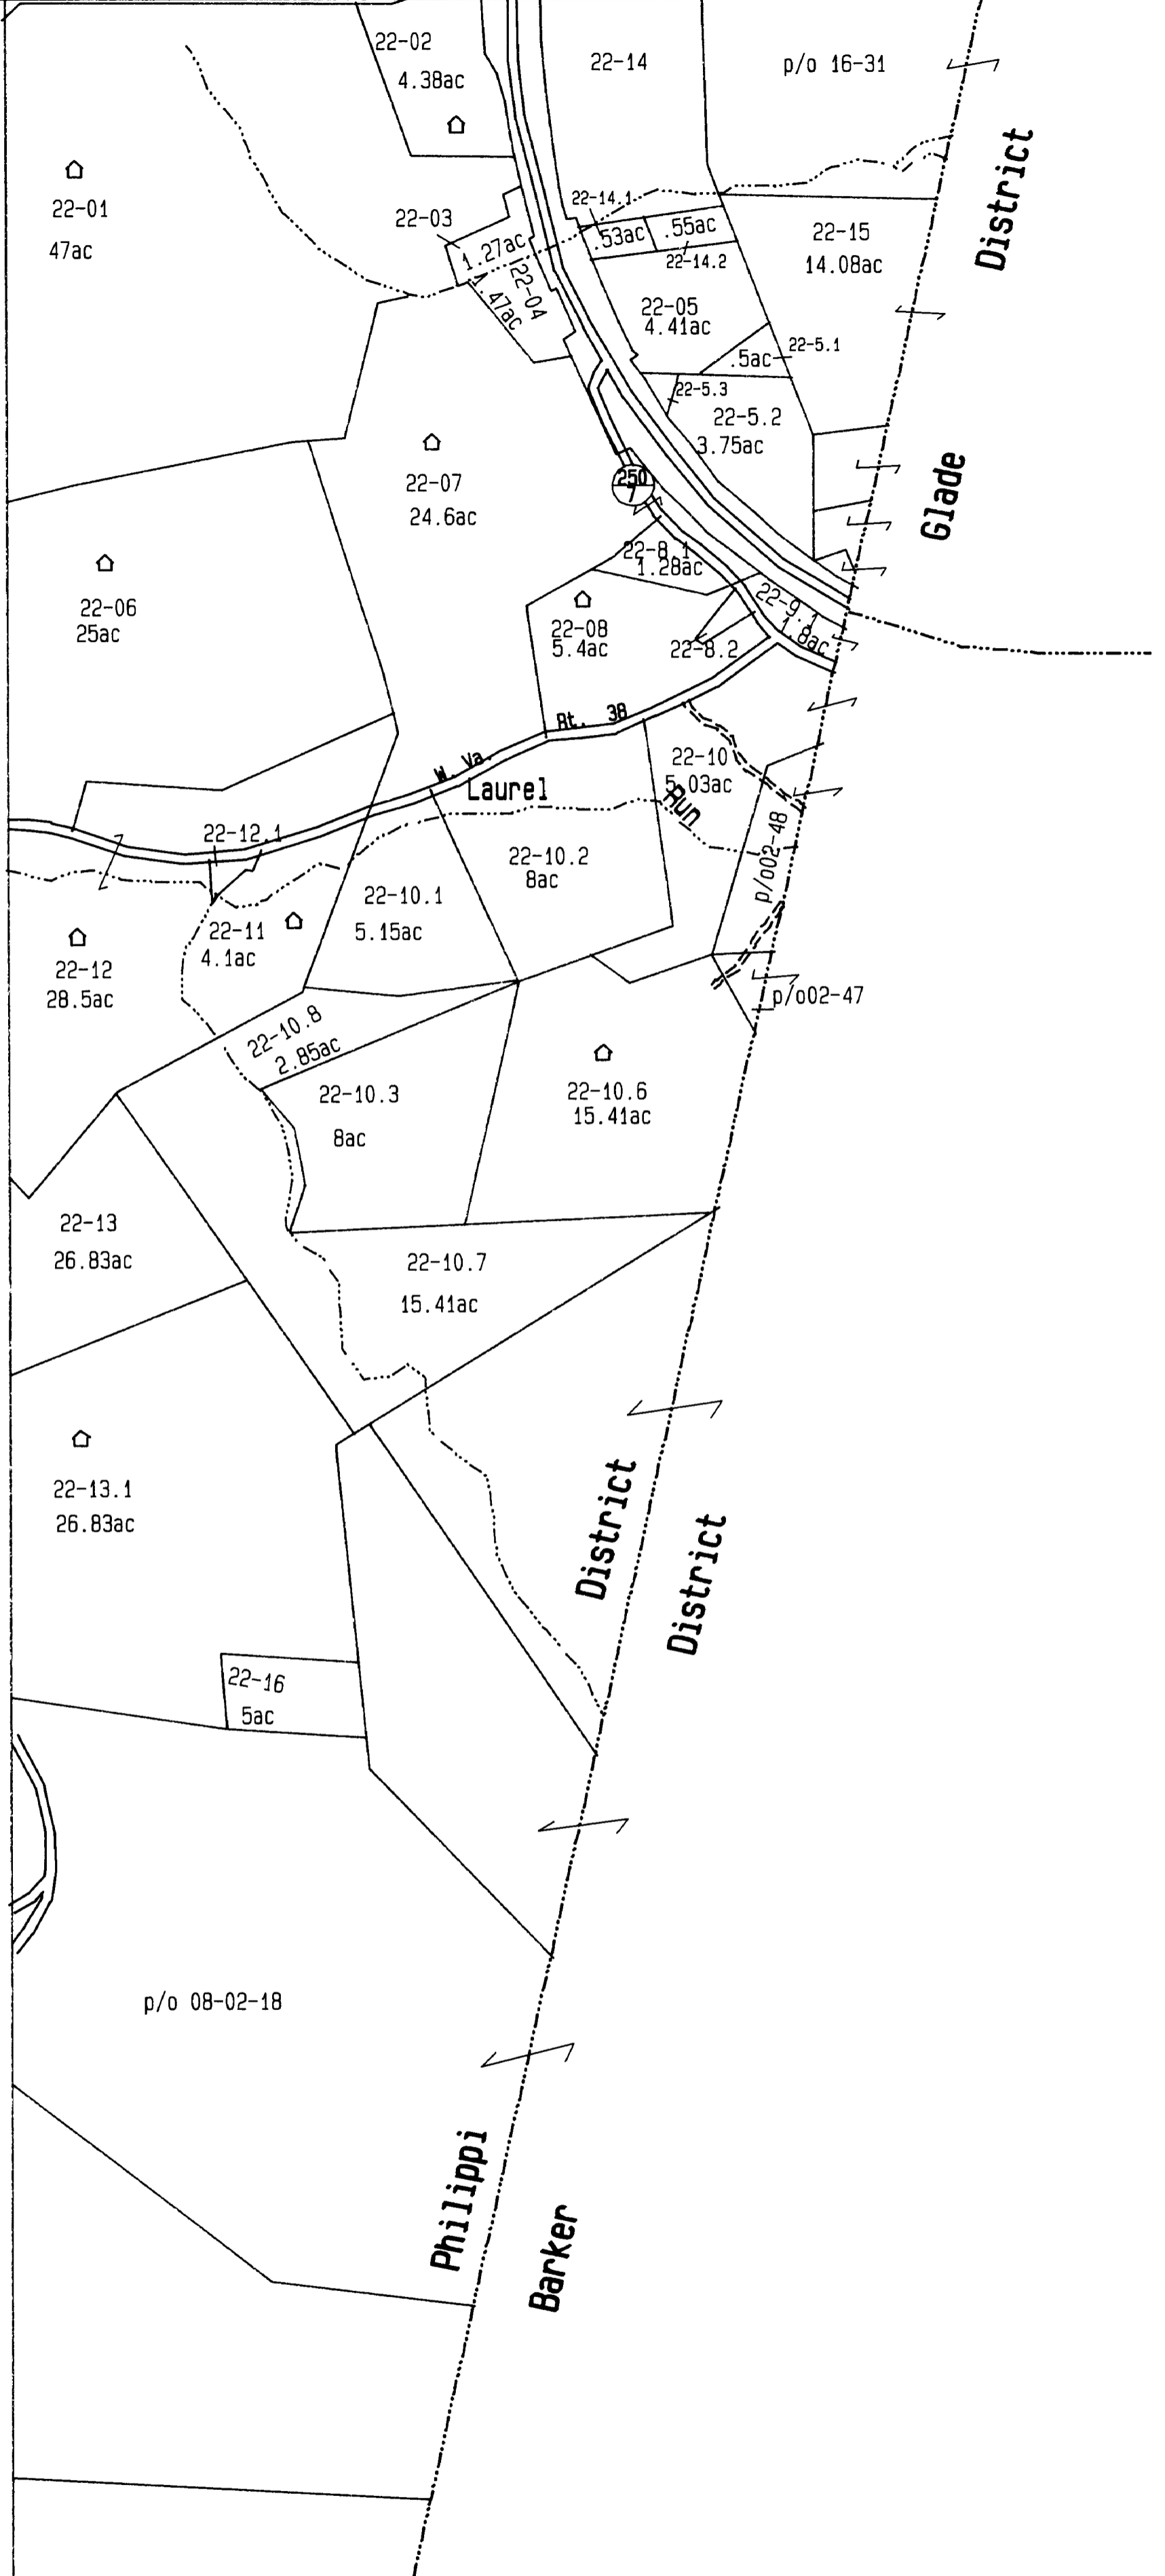 22-02
4.38ac
22-14
p/o 16-31
District
22-01
47ac
22-03
1.27ac
22-04
.47ac
22-14.1
.53ac
.55ac
22-14.2
22-15
14.08ac
22-05
4.41ac
.5ac
22-5.1
22-5.3
22-5.2
3.75ac
Glade
22-07
24.6ac
250
7
22-8.1
1.28ac
22-06
25ac
22-08
5.4ac
22-8.2
22-9.1
1.8ac
W. Va. Rt. 38
Laurel Run
22-10
5.03ac
p/o02-48
22-12.1
22-10.2
8ac
22-10.1
5.15ac
22-11
4.1ac
22-12
28.5ac
p/o02-47
22-10.8
2.85ac
22-10.3
8ac
22-10.6
15.41ac
22-13
26.83ac
22-10.7
15.41ac
22-13.1
26.83ac
District
District
22-16
5ac
p/o 08-02-18
Philippi
Barker